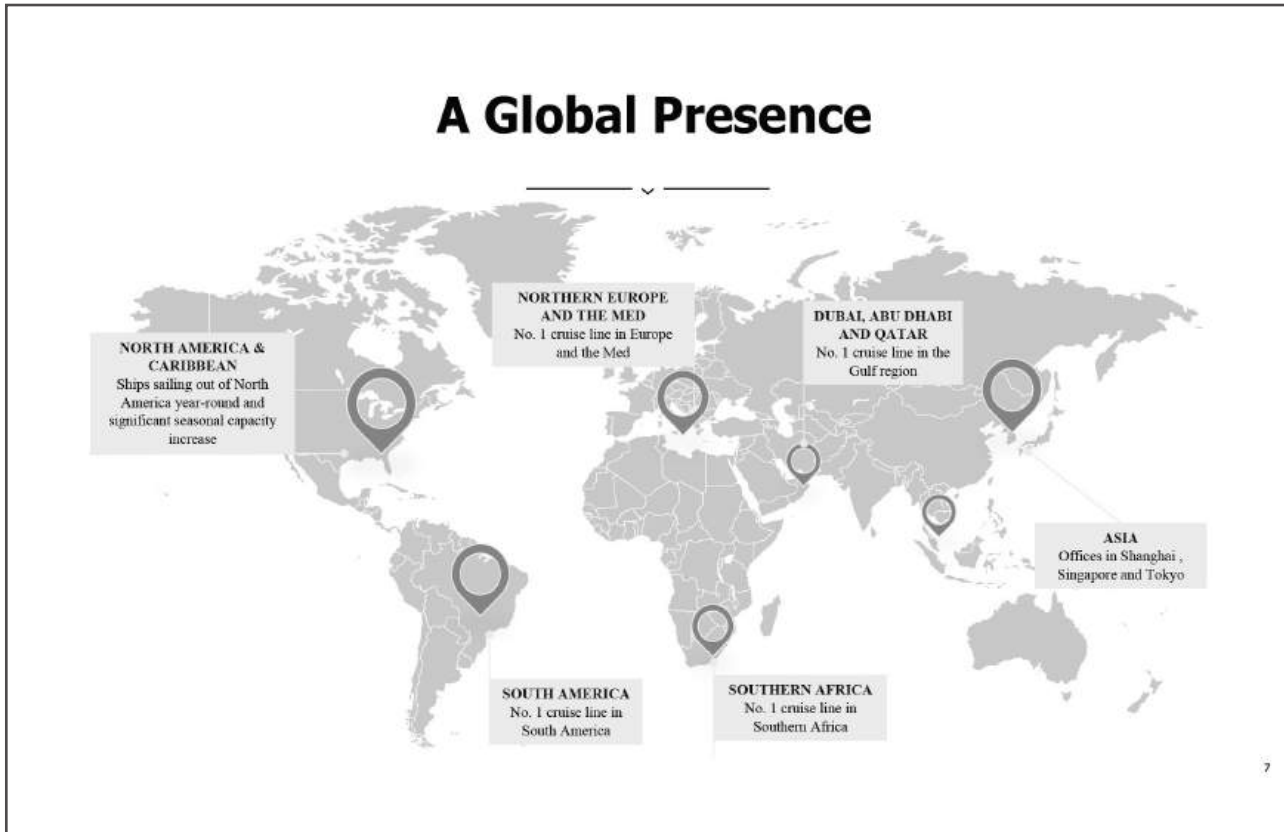 A Global Presence
NORTHERN EUROPE
AND THE MED
No. 1 cruise line in Europe
and the Med
DUBAI, ABU DHABI
AND QATAR
No. 1 cruise line in the
Gulf region
NORTH AMERICA &
CARIBBEAN
Ships sailing out of North
America year-round and
significant seasonal capacity
increase
ASIA
Offices in Shanghai ,
Singapore and Tokyo
SOUTH AMERICA
No. 1 cruise line in
South America
SOUTHERN AFRICA
No. 1 cruise line in
Southern Africa
7